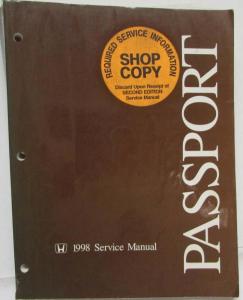 REQUIRED SERVICE INFORMATION
SHOP
COPY
Discard Upon Receipt of
SECOND EDITION
Service Manual
PASSPORT
1998 Service Manual